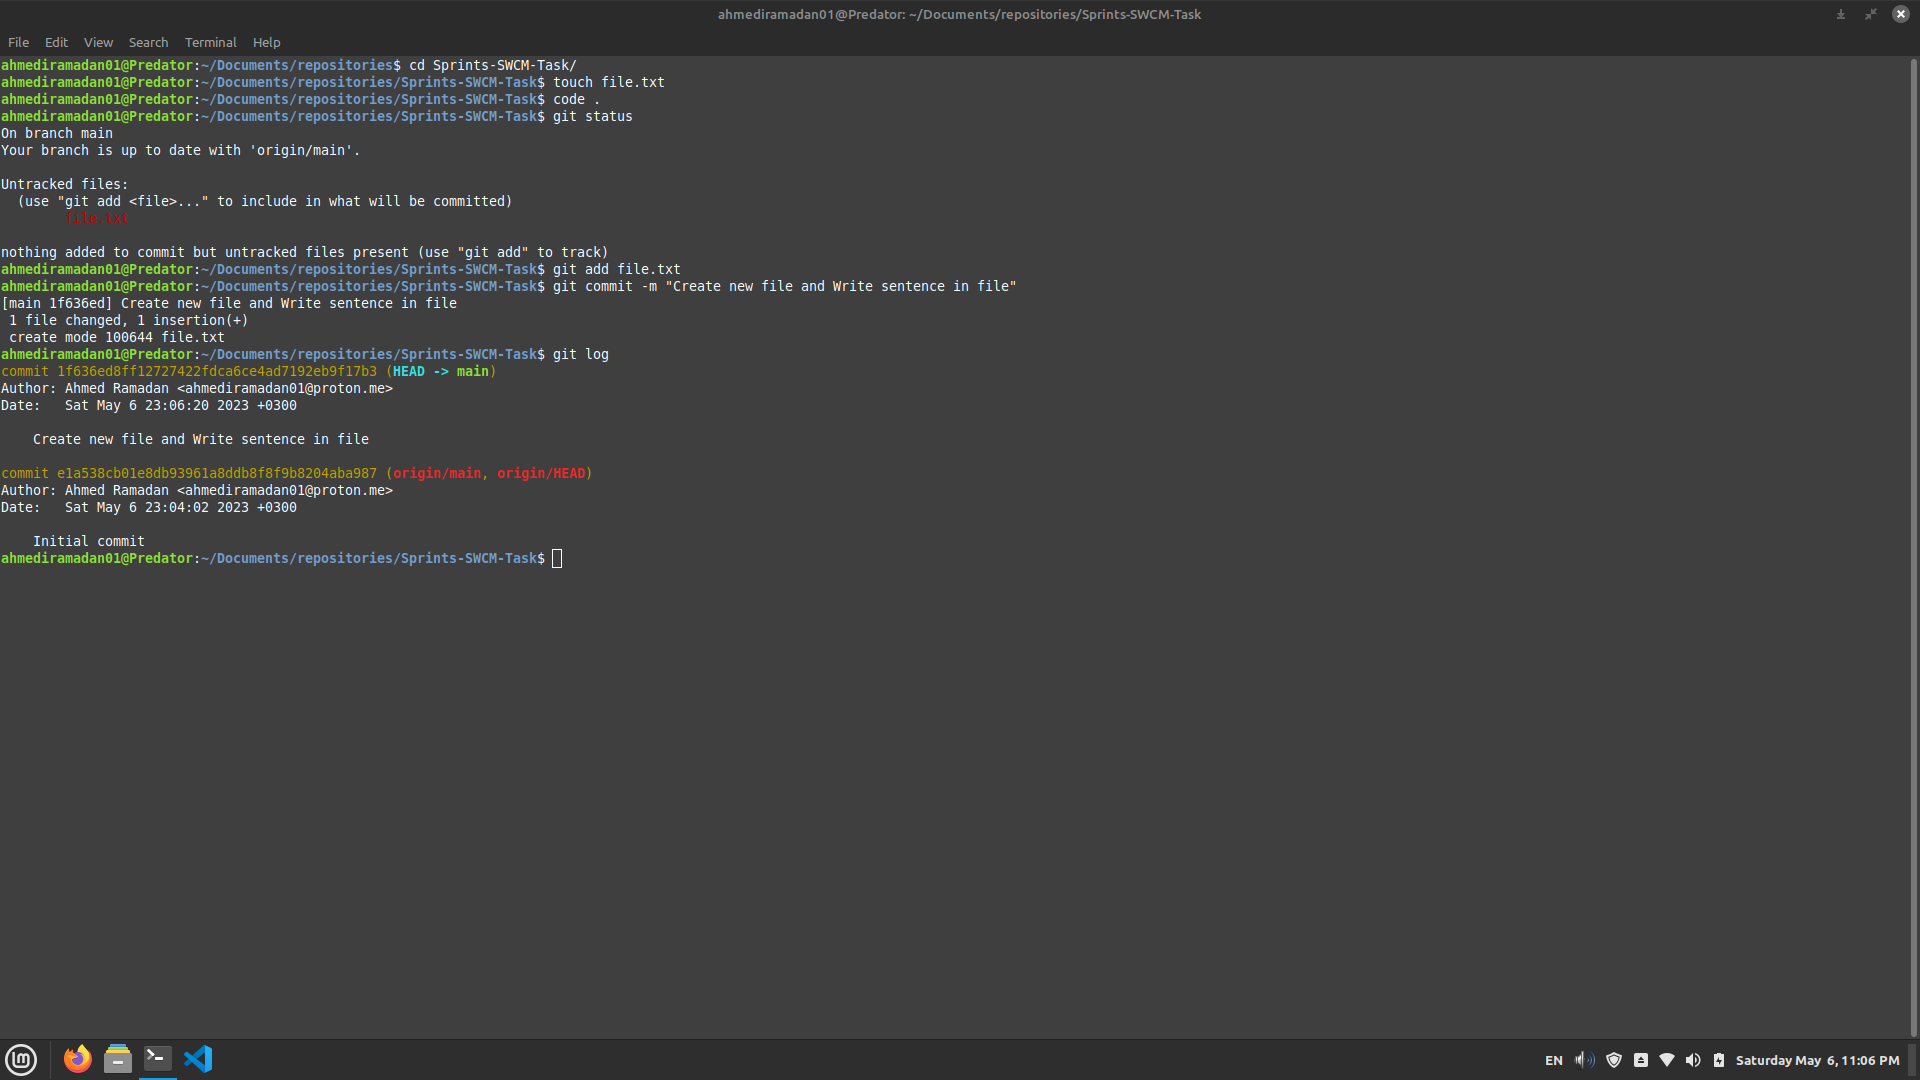 ahmediramadan01@Predator: ~/Documents/repositories/Sprints-SWCM-Task
File Edit View Search Terminal Help
ahmediramadan01@Predator:~/Documents/repositories$ cd Sprints-SWCM-Task/
ahmediramadan01@Predator:~/Documents/repositories/Sprints-SWCM-Task$ touch file.txt
ahmediramadan01@Predator:~/Documents/repositories/Sprints-SWCM-Task$ code .
ahmediramadan01@Predator:~/Documents/repositories/Sprints-SWCM-Task$ git status
On branch main
Your branch is up to date with 'origin/main'.
Untracked files:
  (use "git add <file>..." to include in what will be committed)
        file.txt
nothing added to commit but untracked files present (use "git add" to track)
ahmediramadan01@Predator:~/Documents/repositories/Sprints-SWCM-Task$ git add file.txt
ahmediramadan01@Predator:~/Documents/repositories/Sprints-SWCM-Task$ git commit -m "Create new file and Write sentence in file"
[main 1f636ed] Create new file and Write sentence in file
 1 file changed, 1 insertion(+)
 create mode 100644 file.txt
ahmediramadan01@Predator:~/Documents/repositories/Sprints-SWCM-Task$ git log
commit 1f636ed8ff12727422fdca6ce4ad7192eb9f17b3 (HEAD -> main)
Author: Ahmed Ramadan <ahmediramadan01@proton.me>
Date:   Sat May 6 23:06:20 2023 +0300
    Create new file and Write sentence in file
commit e1a538cb01e8db93961a8ddb8f8f9b8204aba987 (origin/main, origin/HEAD)
Author: Ahmed Ramadan <ahmediramadan01@proton.me>
Date:   Sat May 6 23:04:02 2023 +0300
    Initial commit
ahmediramadan01@Predator:~/Documents/repositories/Sprints-SWCM-Task$
EN Saturday May 6, 11:06 PM